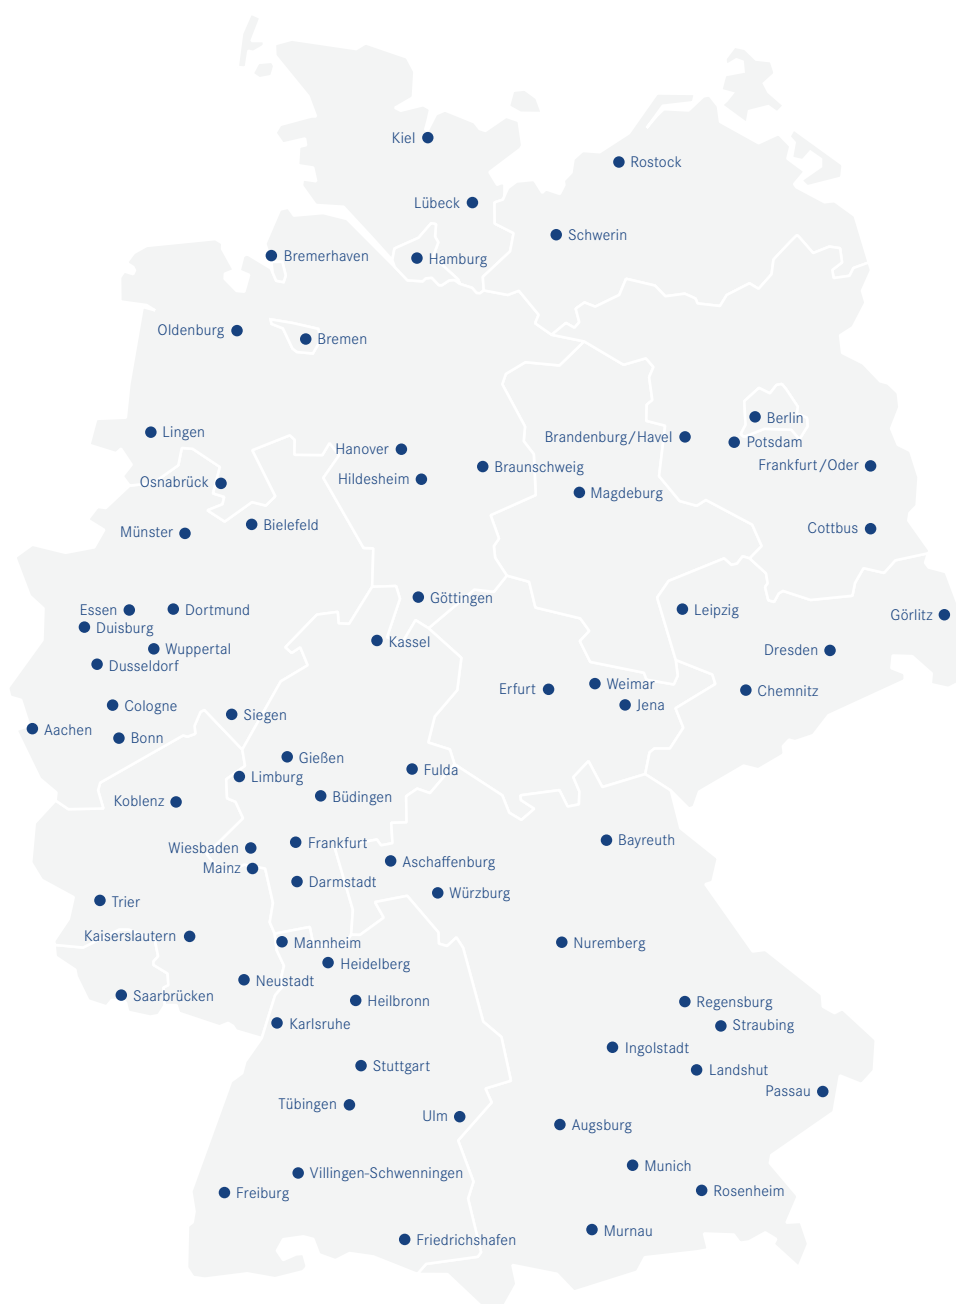 Kiel
Rostock
Lübeck
Schwerin
Bremerhaven
Hamburg
Oldenburg
Bremen
Berlin
Lingen
Brandenburg/Havel
Potsdam
Hanover
Frankfurt/Oder
Braunschweig
Hildesheim
Osnabrück
Magdeburg
Bielefeld
Cottbus
Münster
Göttingen
Essen
Dortmund
Leipzig
Görlitz
Duisburg
Kassel
Wuppertal
Dresden
Dusseldorf
Weimar
Erfurt
Chemnitz
Cologne
Jena
Siegen
Aachen
Bonn
Gießen
Fulda
Limburg
Büdingen
Koblenz
Bayreuth
Frankfurt
Wiesbaden
Aschaffenburg
Mainz
Darmstadt
Würzburg
Trier
Kaiserslautern
Mannheim
Nuremberg
Heidelberg
Neustadt
Saarbrücken
Heilbronn
Regensburg
Karlsruhe
Straubing
Ingolstadt
Stuttgart
Landshut
Passau
Tübingen
Ulm
Augsburg
Munich
Villingen-Schwenningen
Rosenheim
Freiburg
Murnau
Friedrichshafen